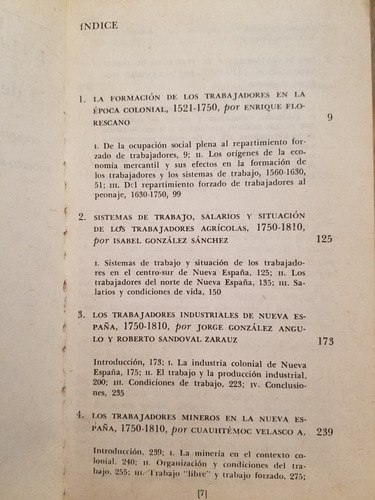 ÍNDICE
1. LA FORMACIÓN DE LOS TRABAJADORES EN LA
ÉPOCA COLONIAL, 1521-1750, por ENRIQUE FLO-
RESCANO 9
I. De la ocupación social plena al repartimiento for-
zado de trabajadores, 9; II. Los orígenes de la eco-
nomía mercantil y sus efectos en la formación de
los trabajadores y los sistemas de trabajo, 1560-1630,
51; III. D:1 repartimiento forzado de trabajadores al
peonaje, 1630-1750, 99
2. SISTEMAS DE TRABAJO, SALARIOS Y SITUACIÓN
DE LOS TRABAJADORES AGRÍCOLAS, 1750-1810,
por ISABEL GONZÁLEZ SÁNCHEZ 125
I. Sistemas de trabajo y situación de los trabajado-
res en el centro-sur de Nueva España, 125; II. Los
trabajadores del norte de Nueva España, 135; III. Sa-
larios y condiciones de vida, 150
3. LOS TRABAJADORES INDUSTRIALES DE NUEVA ES-
PAÑA, 1750-1810, por JORGE GONZÁLEZ ANGU-
LO Y ROBERTO SANDOVAL ZARAUZ 173
Introducción, 173; I. La industria colonial de Nueva
España, 175; II. El trabajo y la producción industrial,
200; III. Condiciones de trabajo, 223; IV. Conclusio-
nes, 235
4. LOS TRABAJADORES MINEROS EN LA NUEVA ES-
PAÑA, 1750-1810, por CUAUHTÉMOC VELASCO A. 239
Introducción, 239; I. La minería en el contexto co-
lonial. 240; II. Organización y condiciones del tra-
bajo. 255; III. Trabajo "libre" y trabajo forzado, 275;
[7]